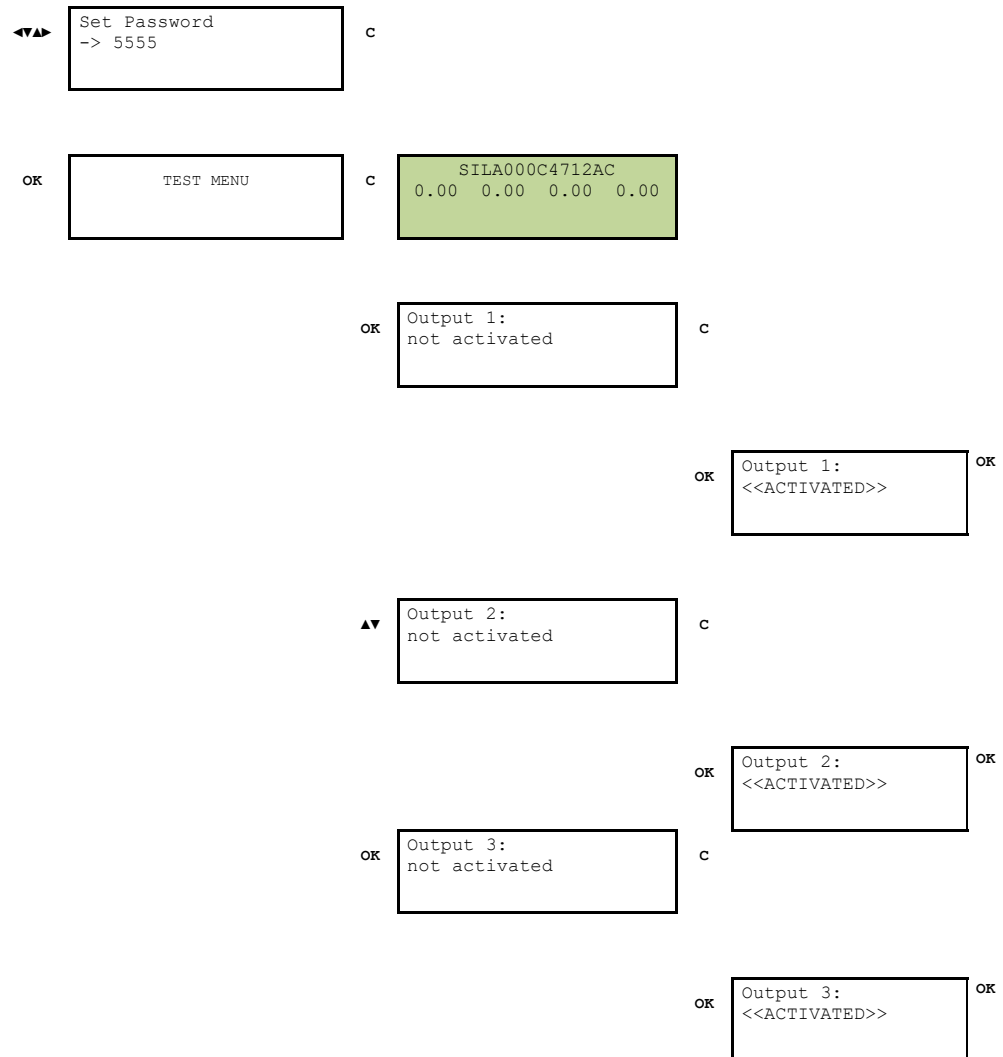 ◄▼▲► Set Password C
-> 5555
OK TEST MENU C SILA000C4712AC
0.00 0.00 0.00 0.00
OK Output 1: C
not activated
OK Output 1: OK
<<ACTIVATED>>
▲▼ Output 2: C
not activated
OK Output 2: OK
<<ACTIVATED>>
OK Output 3: C
not activated
OK Output 3: OK
<<ACTIVATED>>